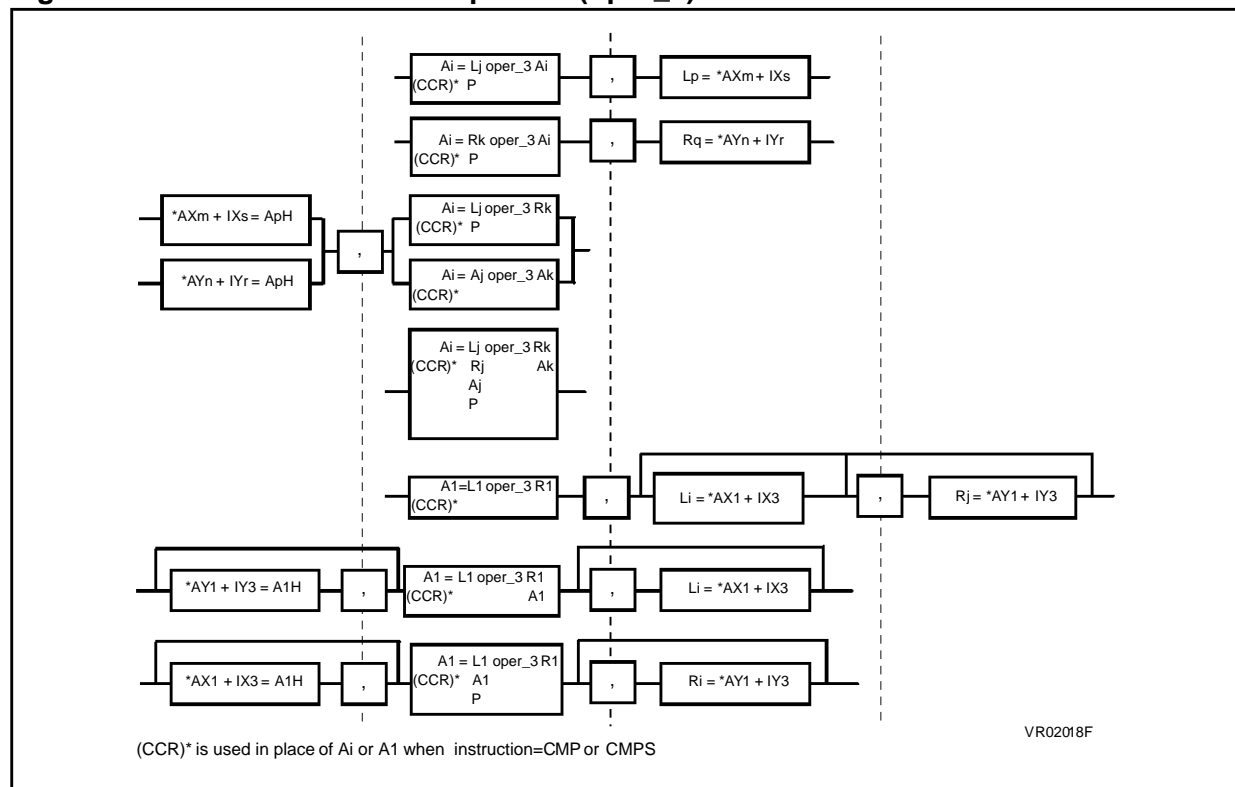 Ai = Lj oper_3 Ai
(CCR)* P
,
Lp = *AXm + IXs
Ai = Rk oper_3 Ai
(CCR)* P
,
Rq = *AYn + IYr
*AXm + IXs = ApH
*AYn + IYr = ApH
,
Ai = Lj oper_3 Rk
(CCR)* P
Ai = Aj oper_3 Ak
(CCR)*
Ai = Lj oper_3 Rk
(CCR)* Rj Ak
Aj
P
A1=L1 oper_3 R1
(CCR)*
,
Li = *AX1 + IX3
,
Rj = *AY1 + IY3
*AY1 + IY3 = A1H
,
A1 = L1 oper_3 R1
(CCR)* A1
,
Li = *AX1 + IX3
*AX1 + IX3 = A1H
,
A1 = L1 oper_3 R1
(CCR)* A1
P
,
Ri = *AY1 + IY3
VR02018F
(CCR)* is used in place of Ai or A1 when instruction=CMP or CMPS